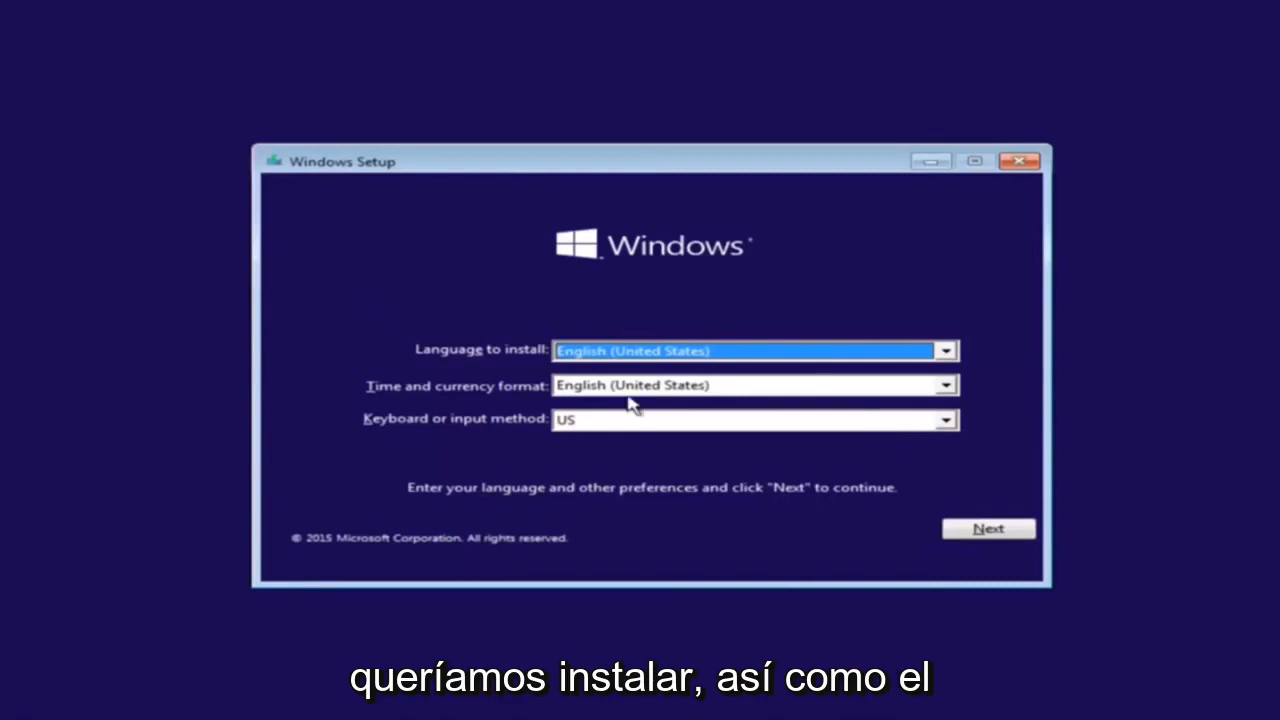 Windows Setup
Windows
Language to install: English (United States)
Time and currency format: English (United States)
Keyboard or input method: US
Enter your language and other preferences and click "Next" to continue.
© 2015 Microsoft Corporation. All rights reserved.
Next
queríamos instalar, así como el